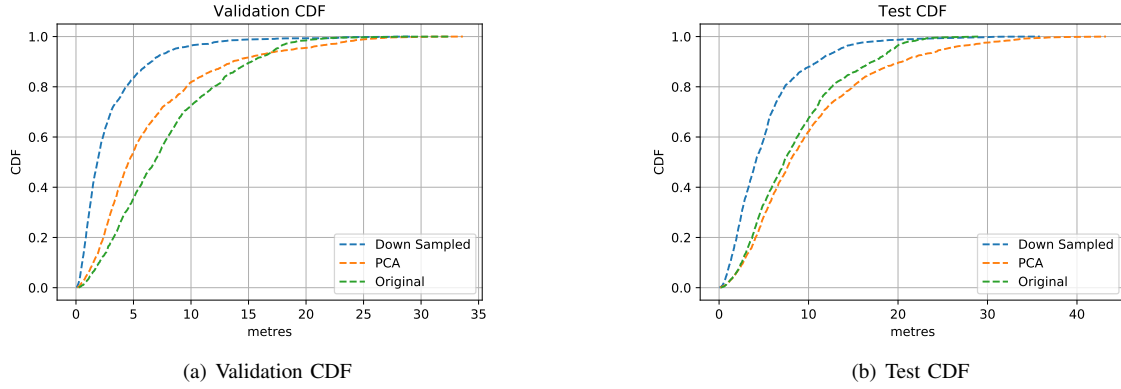 Validation CDF
1.0
0.8
0.6
0.4
0.2
0.0
CDF
Down Sampled
PCA
Original
0 5 10 15 20 25 30 35
metres
(a) Validation CDF
Test CDF
1.0
0.8
0.6
0.4
0.2
0.0
CDF
Down Sampled
PCA
Original
0 10 20 30 40
metres
(b) Test CDF